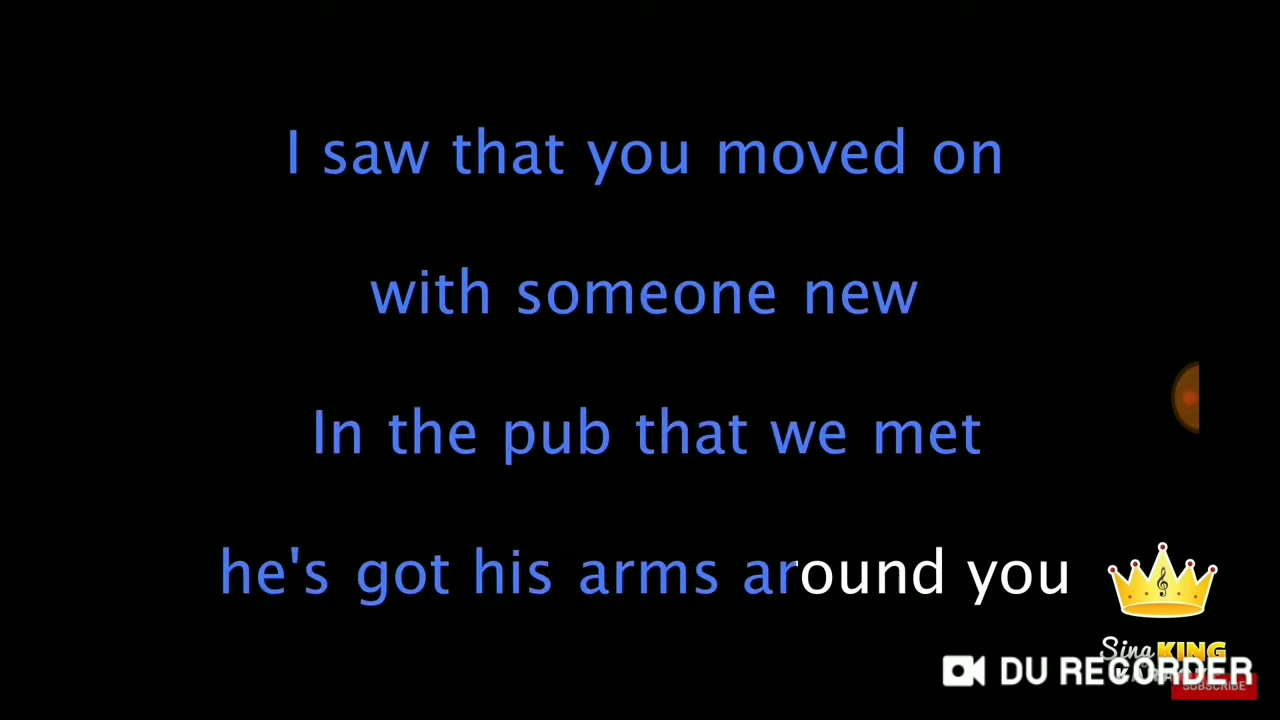 I saw that you moved on
with someone new
In the pub that we met
he's got his arms around you
Sing KING
DU RECORDER
SUBSCRIBE